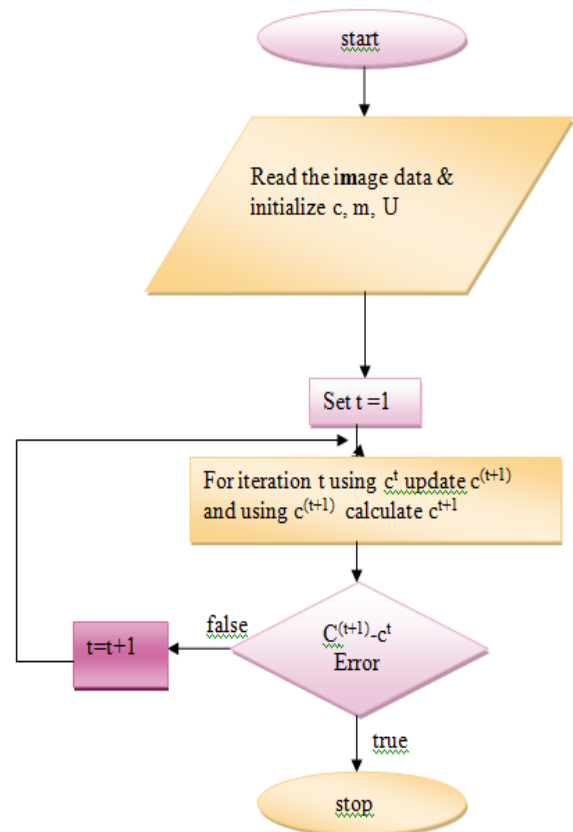 start
Read the image data &
initialize c, m, U
Set t =1
For iteration t using cᵗ update c⁽ᵗ⁺¹⁾
and using c⁽ᵗ⁺¹⁾ calculate cᵗ⁺¹
false
t=t+1
C⁽ᵗ⁺¹⁾-cᵗ
Error
true
stop